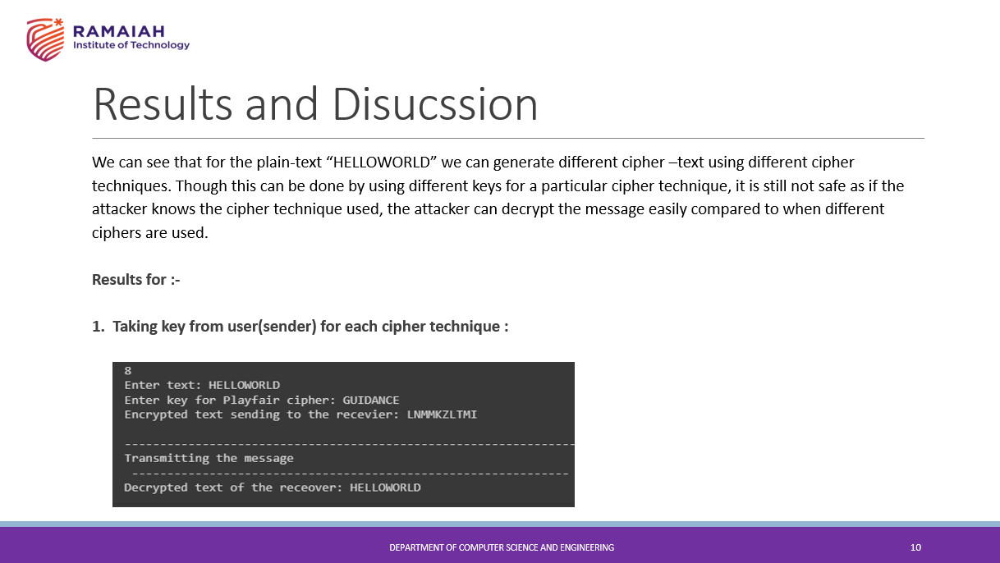 RAMAIAH
Institute of Technology
Results and Disucssion
We can see that for the plain-text “HELLOWORLD” we can generate different cipher –text using different cipher
techniques. Though this can be done by using different keys for a particular cipher technique, it is still not safe as if the
attacker knows the cipher technique used, the attacker can decrypt the message easily compared to when different
ciphers are used.
Results for :-
1. Taking key from user(sender) for each cipher technique :
8
Enter text: HELLOWORLD
Enter key for Playfair cipher: GUIDANCE
Encrypted text sending to the recevier: LNMMKZLTMI
----------------------------------------------------------------
Transmitting the message
--------------------------------------------------------------
Decrypted text of the receover: HELLOWORLD
DEPARTMENT OF COMPUTER SCIENCE AND ENGINEERING
10